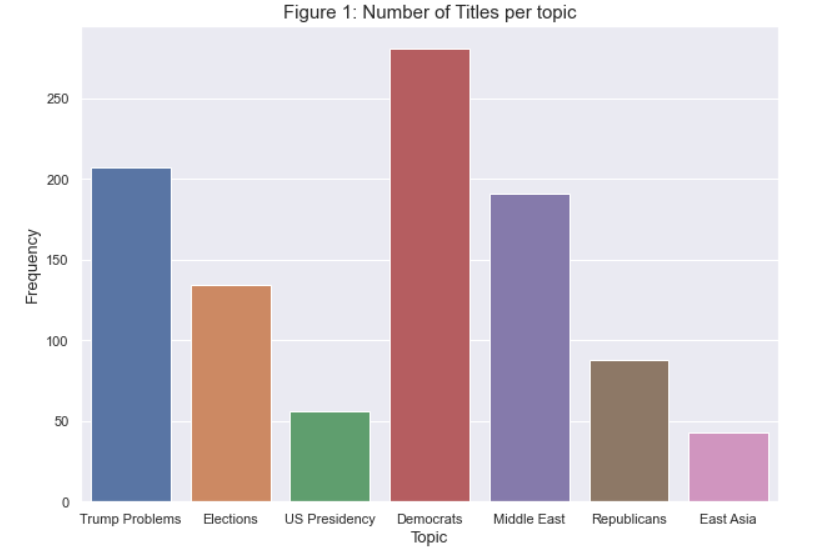 Figure 1: Number of Titles per topic
250
200
150
100
50
0
Frequency
Trump Problems Elections US Presidency Democrats Middle East Republicans East Asia
Topic